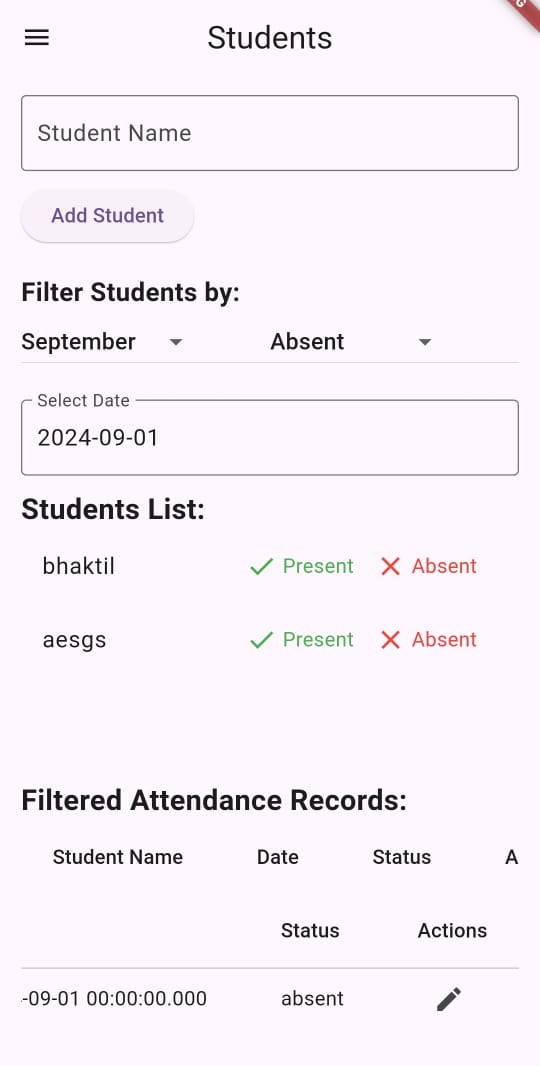 Students
Student Name
Add Student
Filter Students by:
September Absent
Select Date
2024-09-01
Students List:
bhaktil Present Absent
aesgs Present Absent
Filtered Attendance Records:
Student Name Date Status A
Status Actions
-09-01 00:00:00.000 absent